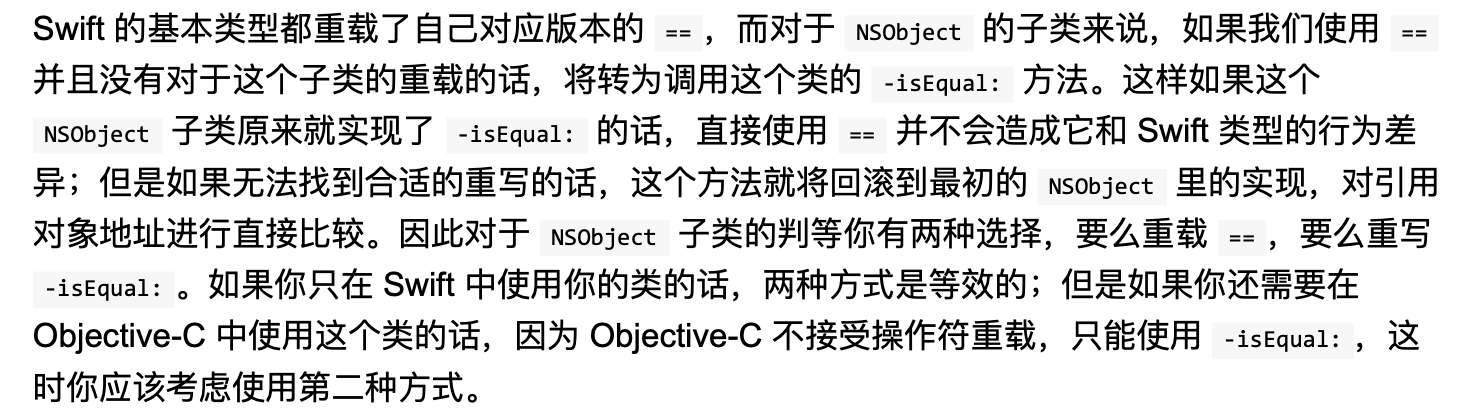 Swift 的基本类型都重载了自己对应版本的 ==，而对于 NSObject 的子类来说，如果我们使用 ==
并且没有对于这个子类的重载的话，将转为调用这个类的 -isEqual: 方法。这样如果这个
NSObject 子类原来就实现了 -isEqual: 的话，直接使用 == 并不会造成它和 Swift 类型的行为差
异；但是如果无法找到合适的重写的话，这个方法就将回滚到最初的 NSObject 里的实现，对引用
对象地址进行直接比较。因此对于 NSObject 子类的判等你有两种选择，要么重载 ==，要么重写
-isEqual:。如果你只在 Swift 中使用你的类的话，两种方式是等效的；但是如果你还需要在
Objective-C 中使用这个类的话，因为 Objective-C 不接受操作符重载，只能使用 -isEqual:，这
时你应该考虑使用第二种方式。